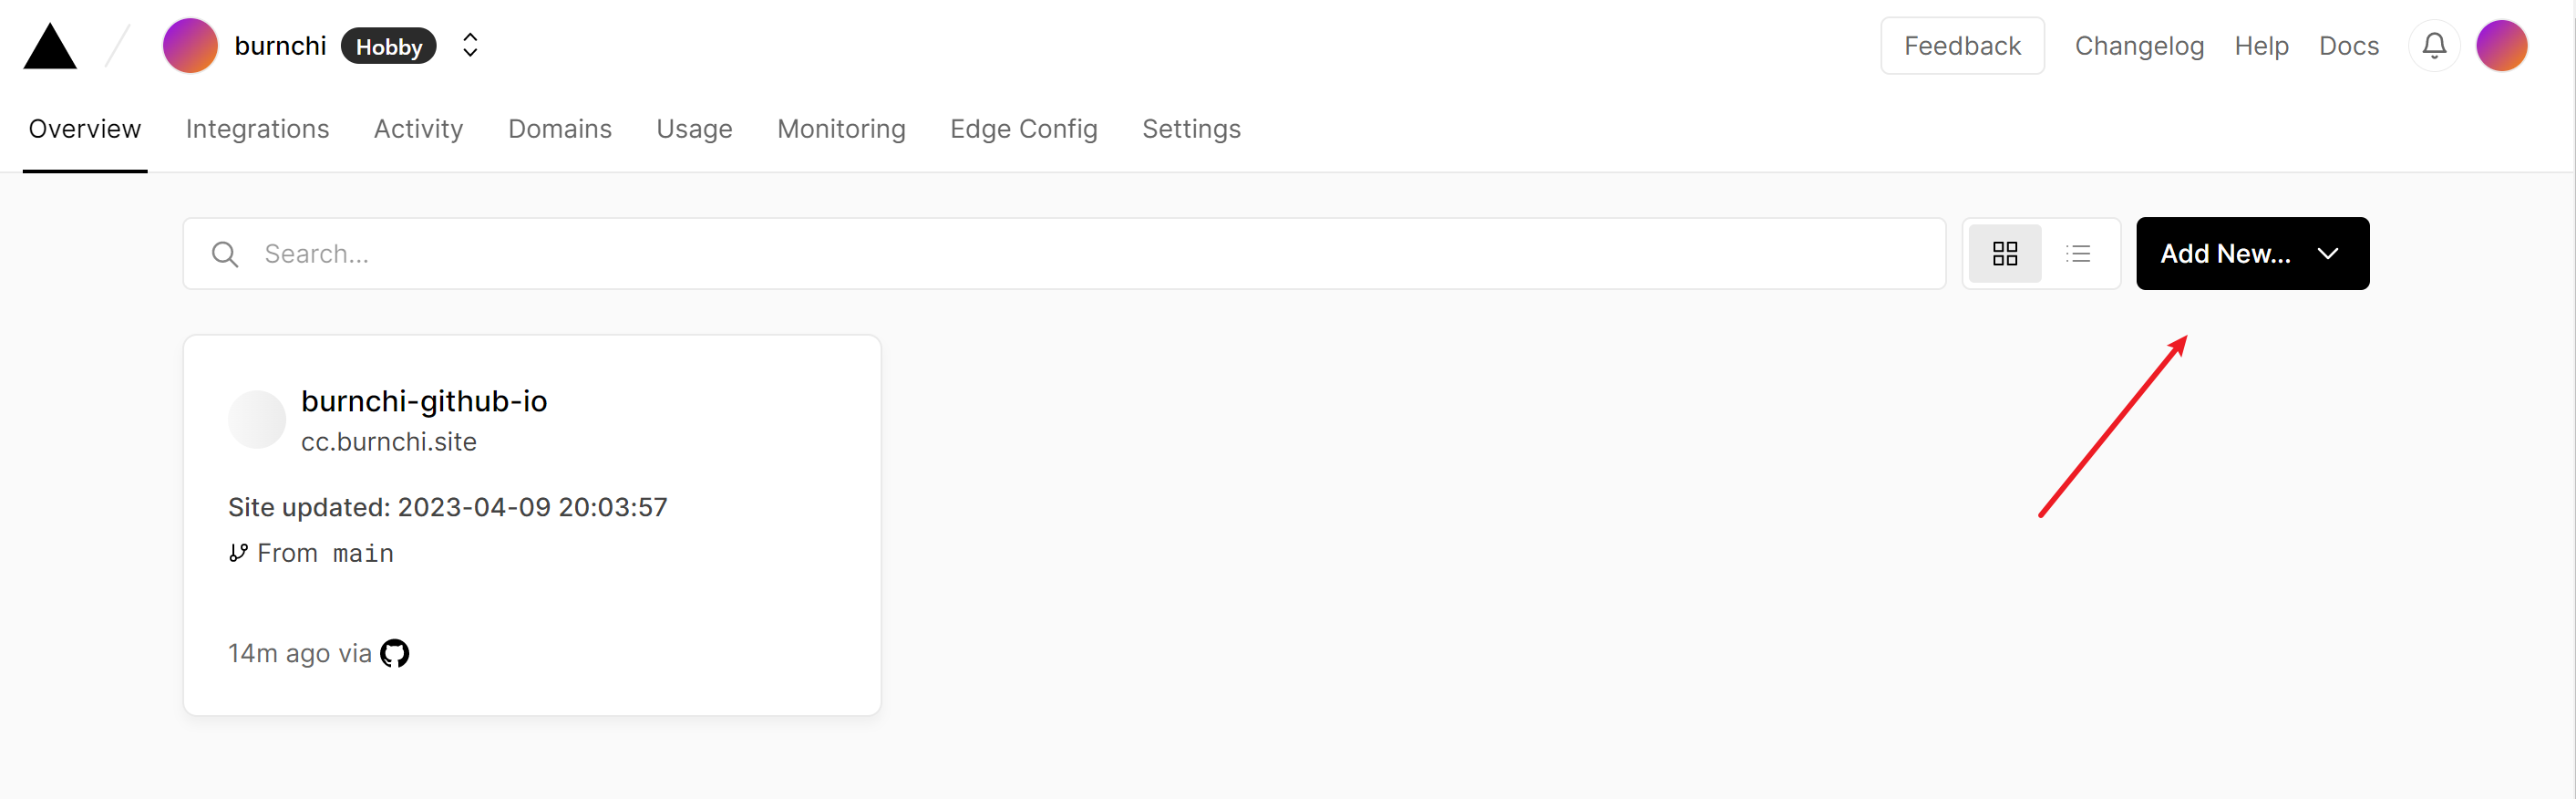 burnchi Hobby Feedback Changelog Help Docs
Overview Integrations Activity Domains Usage Monitoring Edge Config Settings
Search... Add New...
burnchi-github-io
cc.burnchi.site
Site updated: 2023-04-09 20:03:57
From main
14m ago via